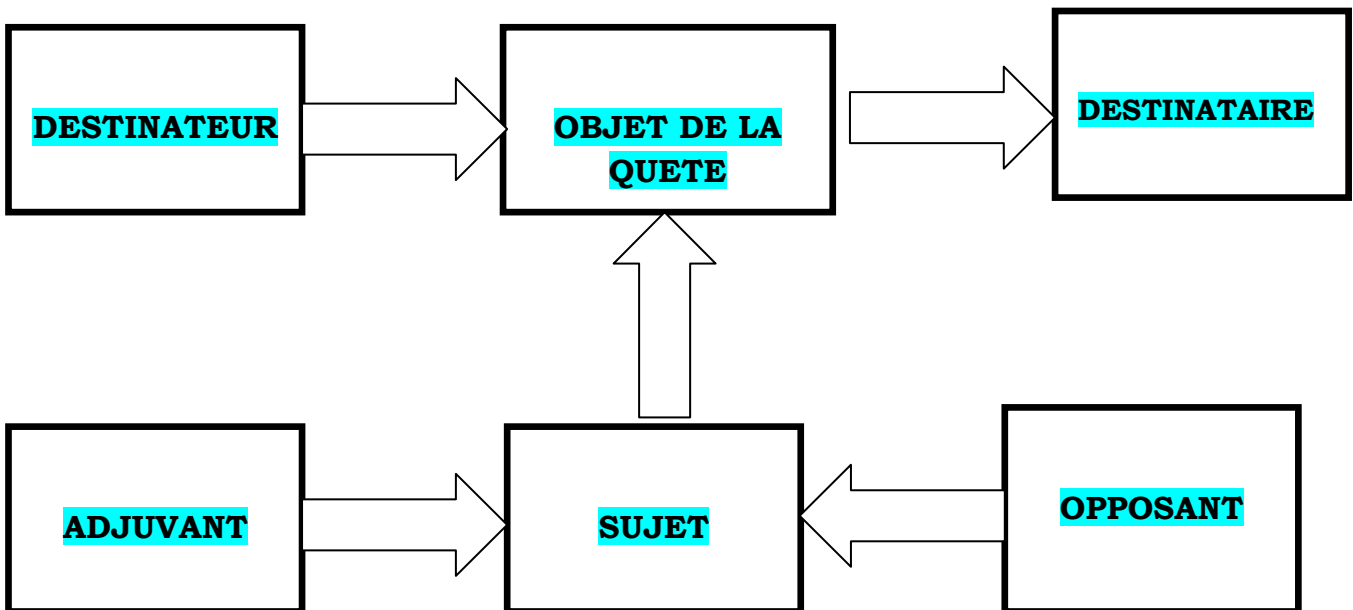 DESTINATEUR
OBJET DE LA
QUETE
DESTINATAIRE
ADJUVANT
SUJET
OPPOSANT